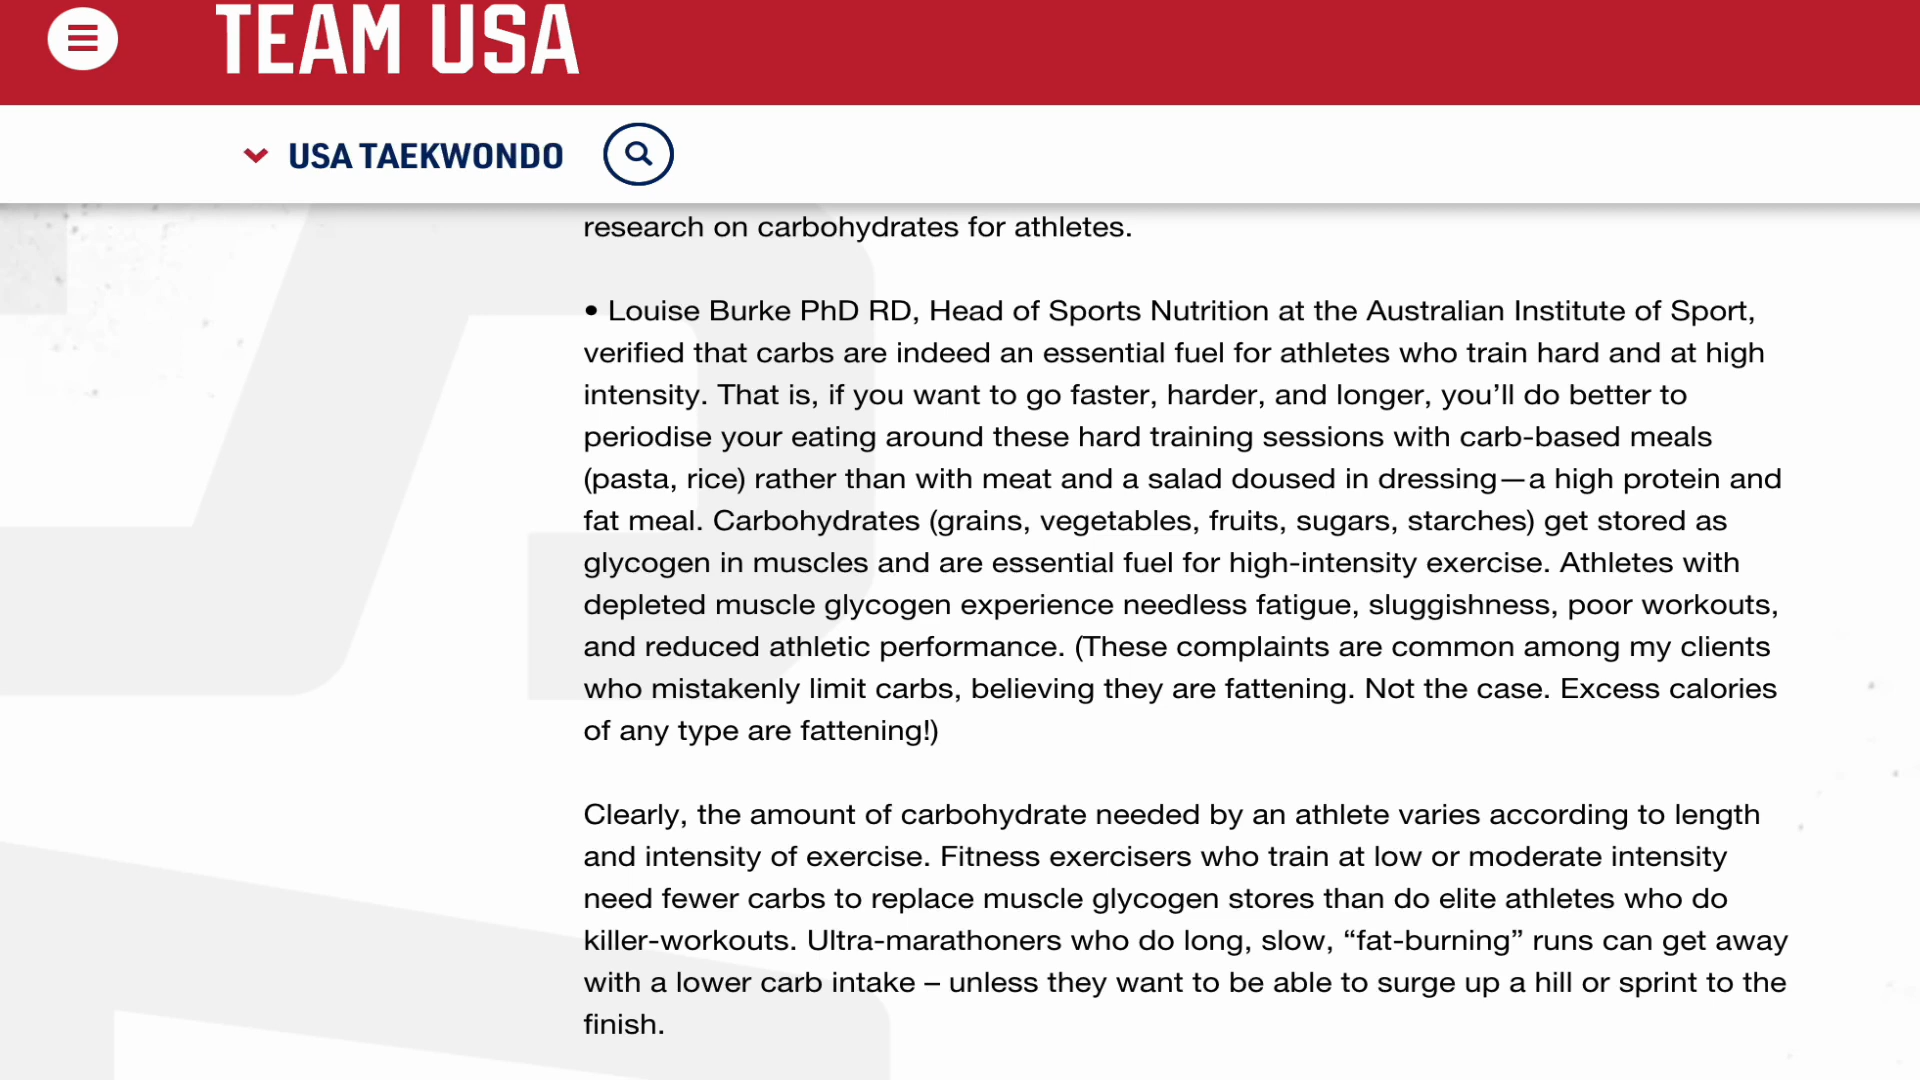 TEAM USA
USA TAEKWONDO
research on carbohydrates for athletes.
• Louise Burke PhD RD, Head of Sports Nutrition at the Australian Institute of Sport,
verified that carbs are indeed an essential fuel for athletes who train hard and at high
intensity. That is, if you want to go faster, harder, and longer, you’ll do better to
periodise your eating around these hard training sessions with carb-based meals
(pasta, rice) rather than with meat and a salad doused in dressing—a high protein and
fat meal. Carbohydrates (grains, vegetables, fruits, sugars, starches) get stored as
glycogen in muscles and are essential fuel for high-intensity exercise. Athletes with
depleted muscle glycogen experience needless fatigue, sluggishness, poor workouts,
and reduced athletic performance. (These complaints are common among my clients
who mistakenly limit carbs, believing they are fattening. Not the case. Excess calories
of any type are fattening!)
Clearly, the amount of carbohydrate needed by an athlete varies according to length
and intensity of exercise. Fitness exercisers who train at low or moderate intensity
need fewer carbs to replace muscle glycogen stores than do elite athletes who do
killer-workouts. Ultra-marathoners who do long, slow, “fat-burning” runs can get away
with a lower carb intake – unless they want to be able to surge up a hill or sprint to the
finish.